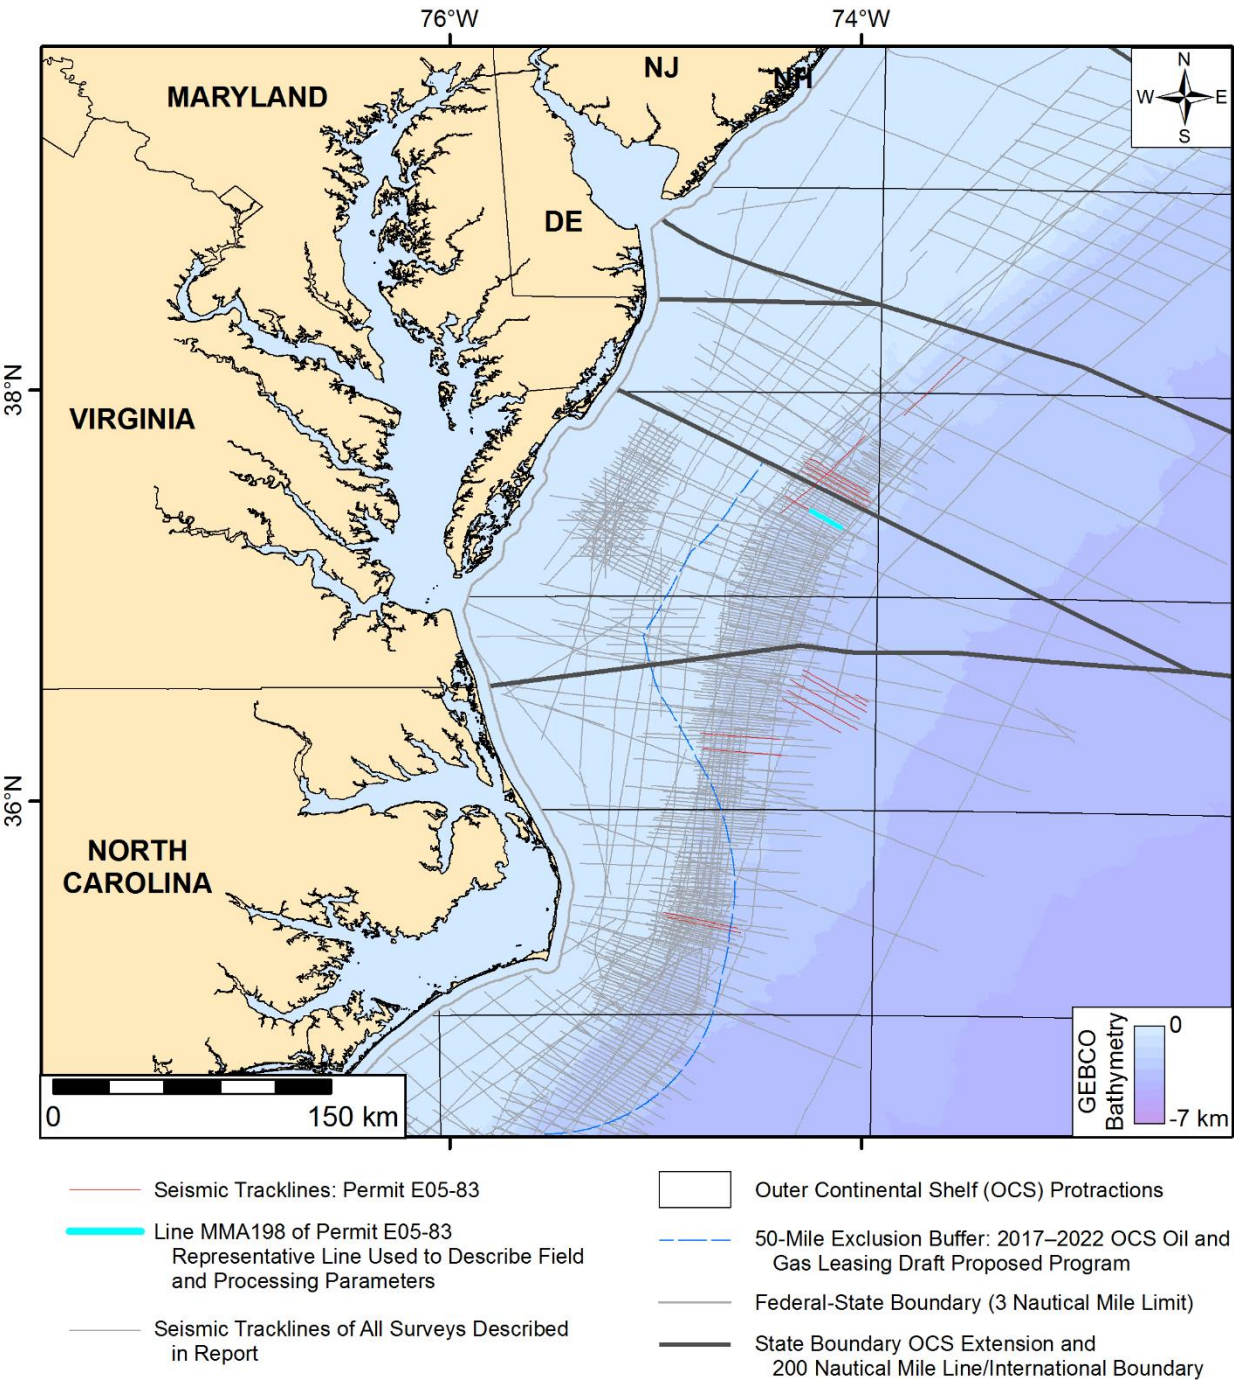 76°W
74°W
NJ
NH
N
W
E
S
MARYLAND
DE
38°N
VIRGINIA
36°N
NORTH
CAROLINA
0
150 km
GEBCO
Bathymetry
0
-7 km
Seismic Tracklines: Permit E05-83
Line MMA198 of Permit E05-83
Representative Line Used to Describe Field
and Processing Parameters
Seismic Tracklines of All Surveys Described
in Report
Outer Continental Shelf (OCS) Protractions
50-Mile Exclusion Buffer: 2017–2022 OCS Oil and
Gas Leasing Draft Proposed Program
Federal-State Boundary (3 Nautical Mile Limit)
State Boundary OCS Extension and
200 Nautical Mile Line/International Boundary